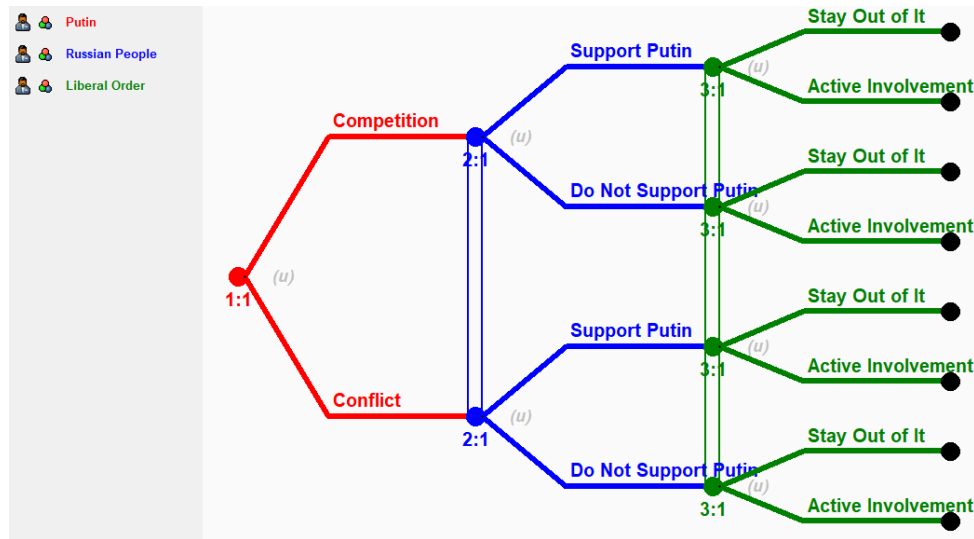 Putin
Russian People
Liberal Order
Stay Out of It
Support Putin
(u)
3:1
Active Involvement
Competition
(u)
2:1
Stay Out of It
Do Not Support Putin
(u)
3:1
Active Involvement
(u)
1:1
Stay Out of It
Support Putin
(u)
3:1
Active Involvement
Conflict
(u)
2:1
Stay Out of It
Do Not Support Putin
(u)
3:1
Active Involvement